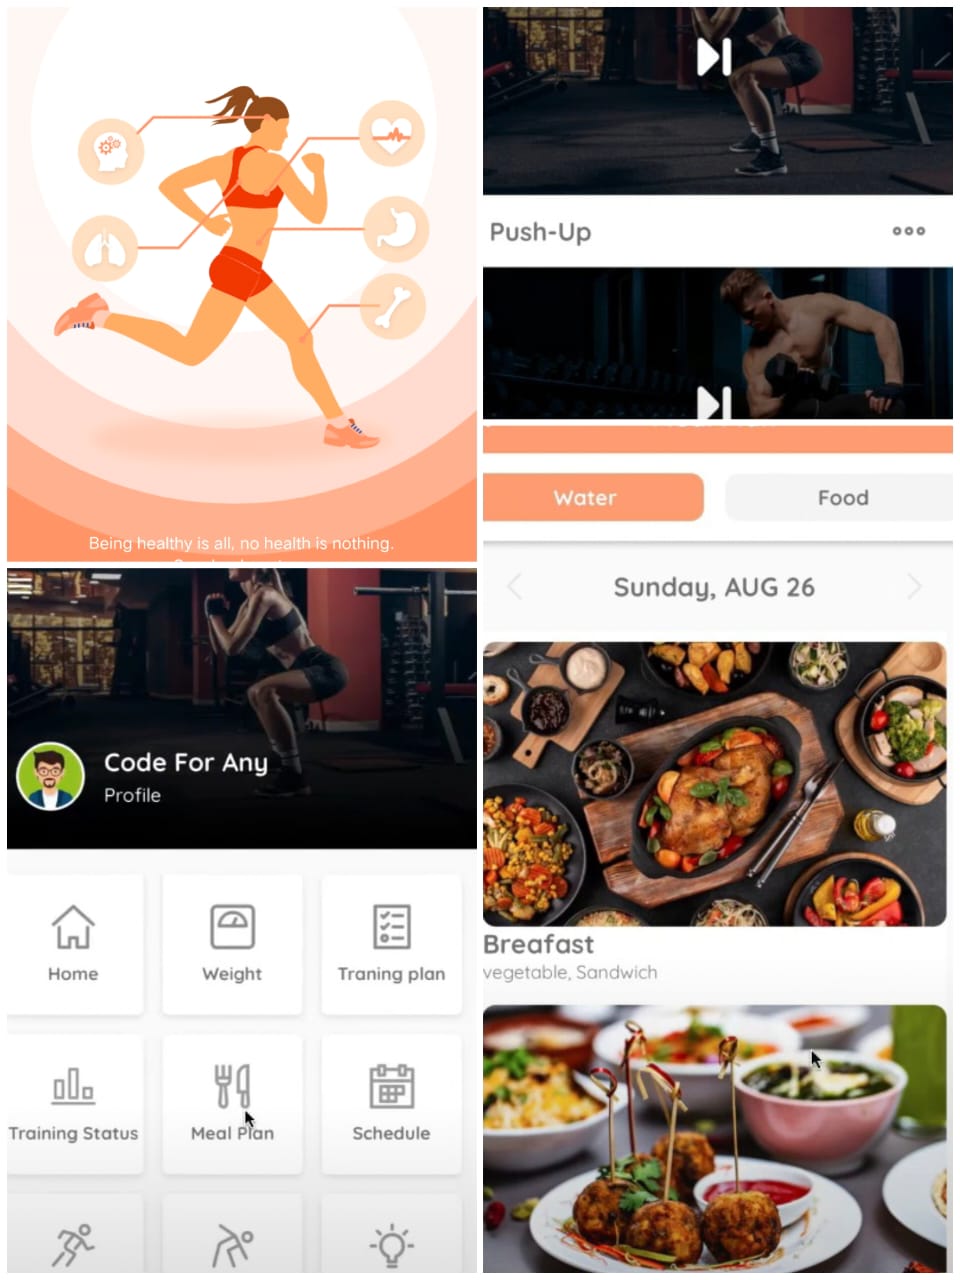 Being healthy is all, no health is nothing.
Push-Up
Water
Food
Sunday, AUG 26
Breafast
vegetable, Sandwich
Code For Any
Profile
Home
Weight
Traning plan
Training Status
Meal Plan
Schedule